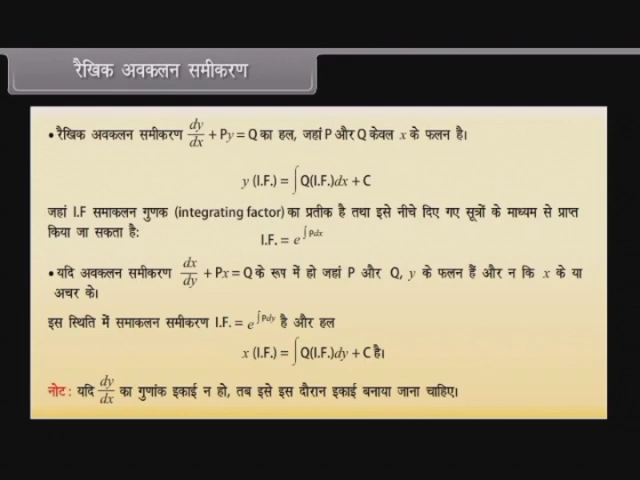 रैखिक अवकलन समीकरण
• रैखिक अवकलन समीकरण dy/dx + Py = Q का हल, जहां P और Q केवल x के फलन है।
y (I.F.) = ∫ Q(I.F.)dx + C
जहां I.F समाकलन गुणक (integrating factor) का प्रतीक है तथा इसे नीचे दिए गए सूत्रों के माध्यम से प्राप्त
किया जा सकता है:
I.F. = e^∫Pdx
• यदि अवकलन समीकरण dx/dy + Px = Q के रूप में हो जहां P और Q, y के फलन हैं और न कि x के या
अचर के।
इस स्थिति में समाकलन समीकरण I.F. = e^∫Pdy है और हल
x (I.F.) = ∫ Q(I.F.)dy + C है।
नोट : यदि dy/dx का गुणांक इकाई न हो, तब इसे इस दौरान इकाई बनाया जाना चाहिए।